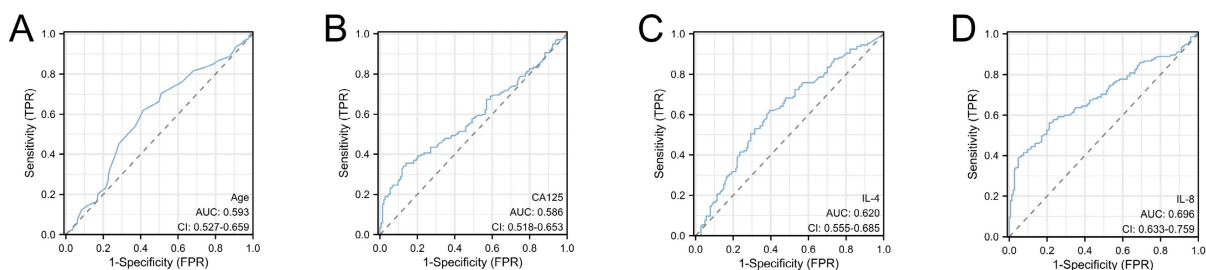 A
1.0
0.8
0.6
0.4
0.2
0.0
Sensitivity (TPR)
Age
AUC: 0.593
CI: 0.527-0.659
0.0 0.2 0.4 0.6 0.8 1.0
1-Specificity (FPR)
B
1.0
0.8
0.6
0.4
0.2
0.0
Sensitivity (TPR)
CA125
AUC: 0.586
CI: 0.518-0.653
0.0 0.2 0.4 0.6 0.8 1.0
1-Specificity (FPR)
C
1.0
0.8
0.6
0.4
0.2
0.0
Sensitivity (TPR)
IL-4
AUC: 0.620
CI: 0.555-0.685
0.0 0.2 0.4 0.6 0.8 1.0
1-Specificity (FPR)
D
1.0
0.8
0.6
0.4
0.2
0.0
Sensitivity (TPR)
IL-8
AUC: 0.696
CI: 0.633-0.759
0.0 0.2 0.4 0.6 0.8 1.0
1-Specificity (FPR)